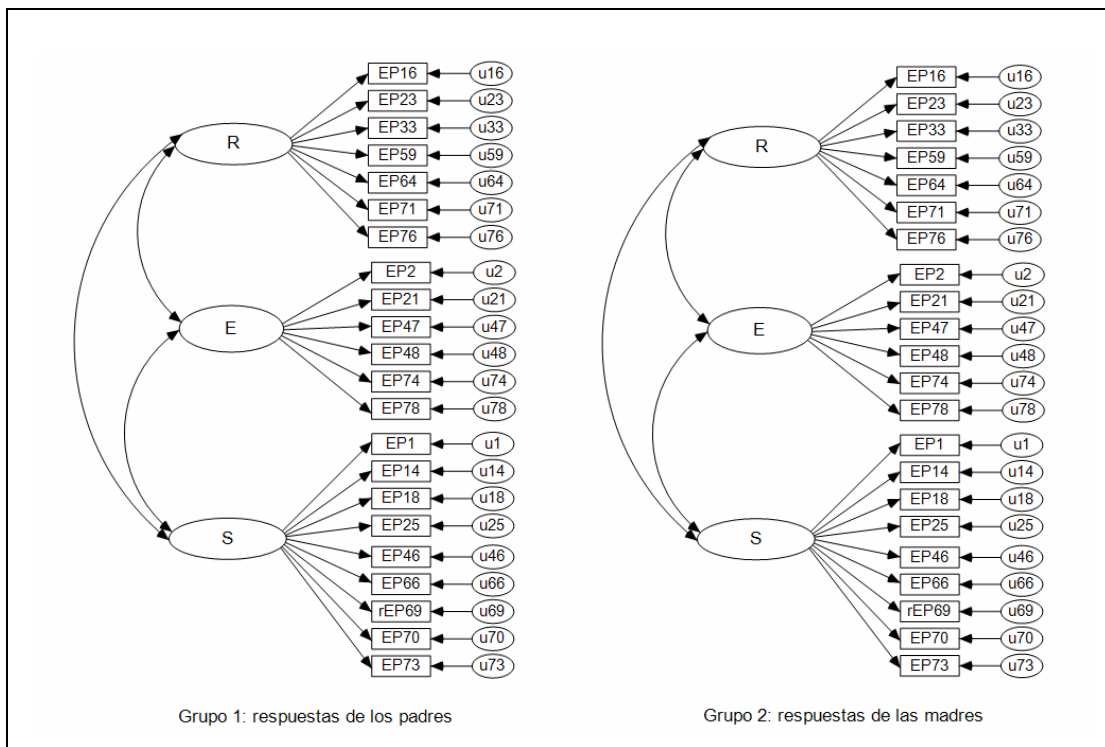 EP16 u16
EP23 u23
EP33 u33
EP59 u59
EP64 u64
EP71 u71
EP76 u76
R
EP2 u2
EP21 u21
EP47 u47
EP48 u48
EP74 u74
EP78 u78
E
EP1 u1
EP14 u14
EP18 u18
EP25 u25
EP46 u46
EP66 u66
rEP69 u69
EP70 u70
EP73 u73
S
Grupo 1: respuestas de los padres
EP16 u16
EP23 u23
EP33 u33
EP59 u59
EP64 u64
EP71 u71
EP76 u76
R
EP2 u2
EP21 u21
EP47 u47
EP48 u48
EP74 u74
EP78 u78
E
EP1 u1
EP14 u14
EP18 u18
EP25 u25
EP46 u46
EP66 u66
rEP69 u69
EP70 u70
EP73 u73
S
Grupo 2: respuestas de las madres